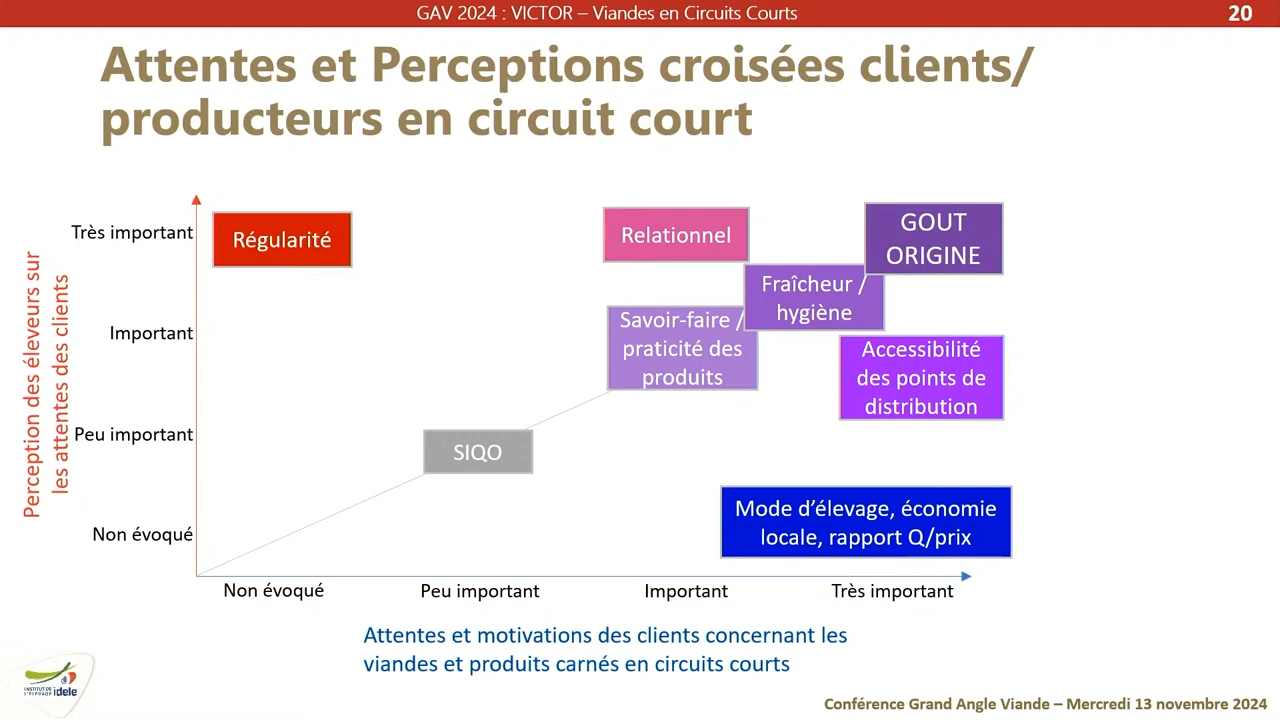 GAV 2024 : VICTOR – Viandes en Circuits Courts
20
Attentes et Perceptions croisées clients/
producteurs en circuit court
Perception des éleveurs sur
les attentes des clients
Très important
Important
Peu important
Non évoqué
Régularité
Relationnel
GOUT
ORIGINE
Fraîcheur /
hygiène
Savoir-faire /
praticité des
produits
Accessibilité
des points de
distribution
SIQO
Mode d’élevage, économie
locale, rapport Q/prix
Non évoqué
Peu important
Important
Très important
Attentes et motivations des clients concernant les
viandes et produits carnés en circuits courts
INSTITUT DE
L'ELEVAGE idele
Conférence Grand Angle Viande – Mercredi 13 novembre 2024